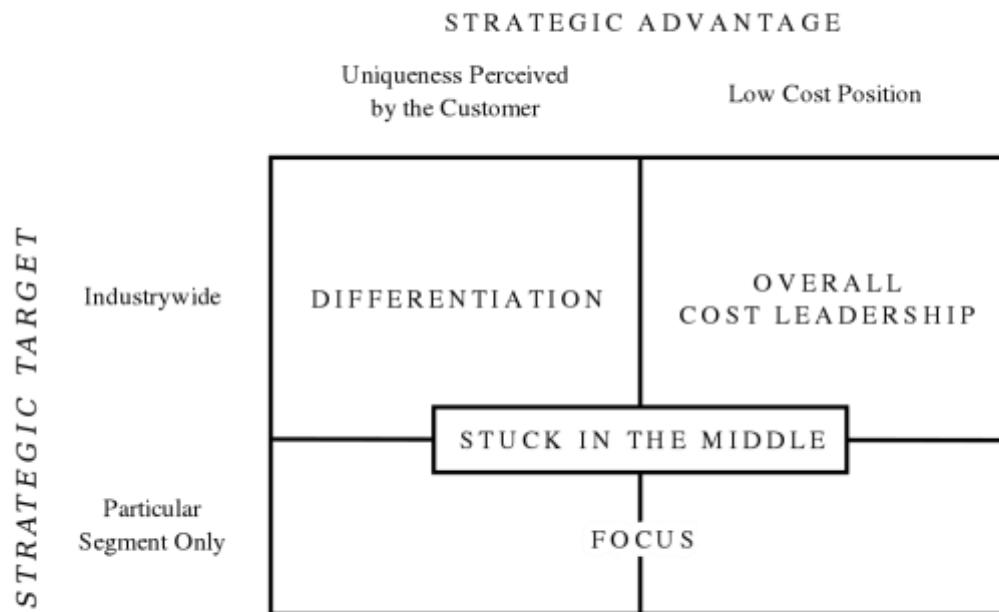 STRATEGIC ADVANTAGE
Uniqueness Perceived
by the Customer
Low Cost Position
STRATEGIC TARGET
Industrywide
DIFFERENTIATION
OVERALL
COST LEADERSHIP
STUCK IN THE MIDDLE
Particular
Segment Only
FOCUS